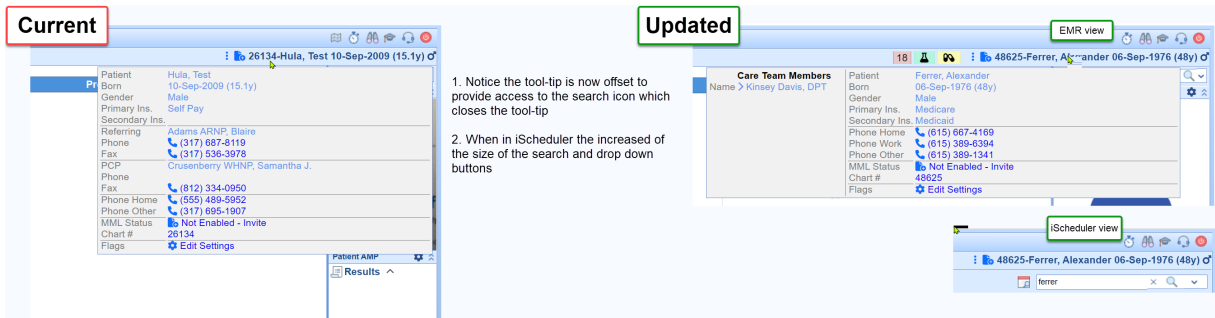 Current
26134-Hula, Test 10-Sep-2009 (15.1y)
Pr
Patient Hula, Test
Born 10-Sep-2009 (15.1y)
Gender Male
Primary Ins. Self Pay
Secondary Ins.
Referring Adams ARNP, Blaire
Phone (317) 687-8119
Fax (317) 536-3978
PCP Crusenberry WHNP, Samantha J.
Phone
Fax (812) 334-0950
Phone Home (555) 489-5952
Phone Other (317) 695-1907
MML Status Not Enabled - Invite
Chart # 26134
Flags Edit Settings
Patient AMP
Results
1. Notice the tool-tip is now offset to
provide access to the search icon which
closes the tool-tip
2. When in iScheduler the increased of
the size of the search and drop down
buttons
Updated
EMR view
18 48625-Ferrer, Alexander 06-Sep-1976 (48y)
Care Team Members
Name Kinsey Davis, DPT
Patient Ferrer, Alexander
Born 06-Sep-1976 (48y)
Gender Male
Primary Ins. Medicare
Secondary Ins. Medicaid
Phone Home (615) 667-4169
Phone Work (615) 389-6394
Phone Other (615) 389-1341
MML Status Not Enabled - Invite
Chart # 48625
Flags Edit Settings
iScheduler view
48625-Ferrer, Alexander 06-Sep-1976 (48y)
ferrer